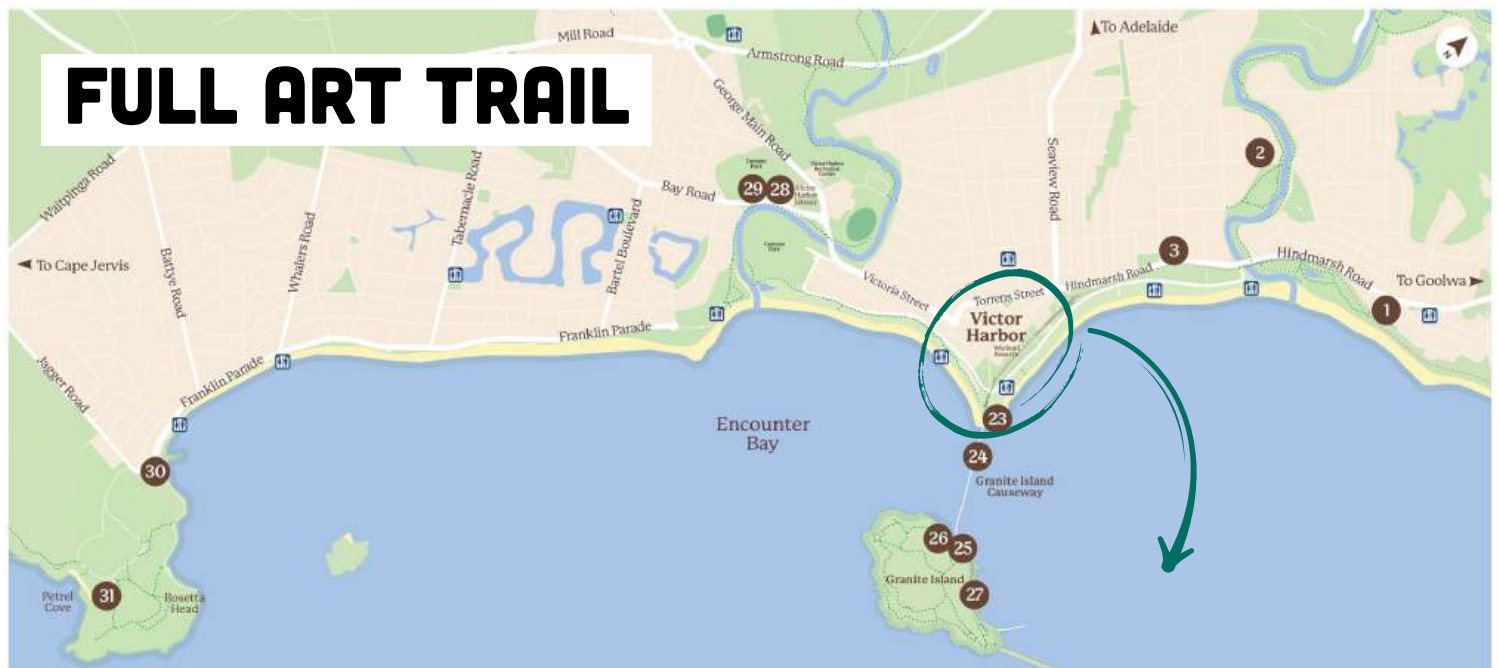 FULL ART TRAIL
Mill Road
Armstrong Road
To Adelaide
N
George Main Road
Waitpinga Road
Tabernacle Road
Seaview Road
2
Bay Road
29
28
Victor
Harbor
Library
Whalers Road
Bartel Boulevard
Battye Road
To Cape Jervis
3
Hindmarsh Road
Hindmarsh Road
To Goolwa
1
Victoria Street
Torrens Street
Victor
Harbor
Franklin Parade
Franklin Parade
Jagger Road
23
Encounter
Bay
24
Granite Island
Causeway
30
26
25
Granite Island
27
31
Petrel
Cove
Rosetta
Head